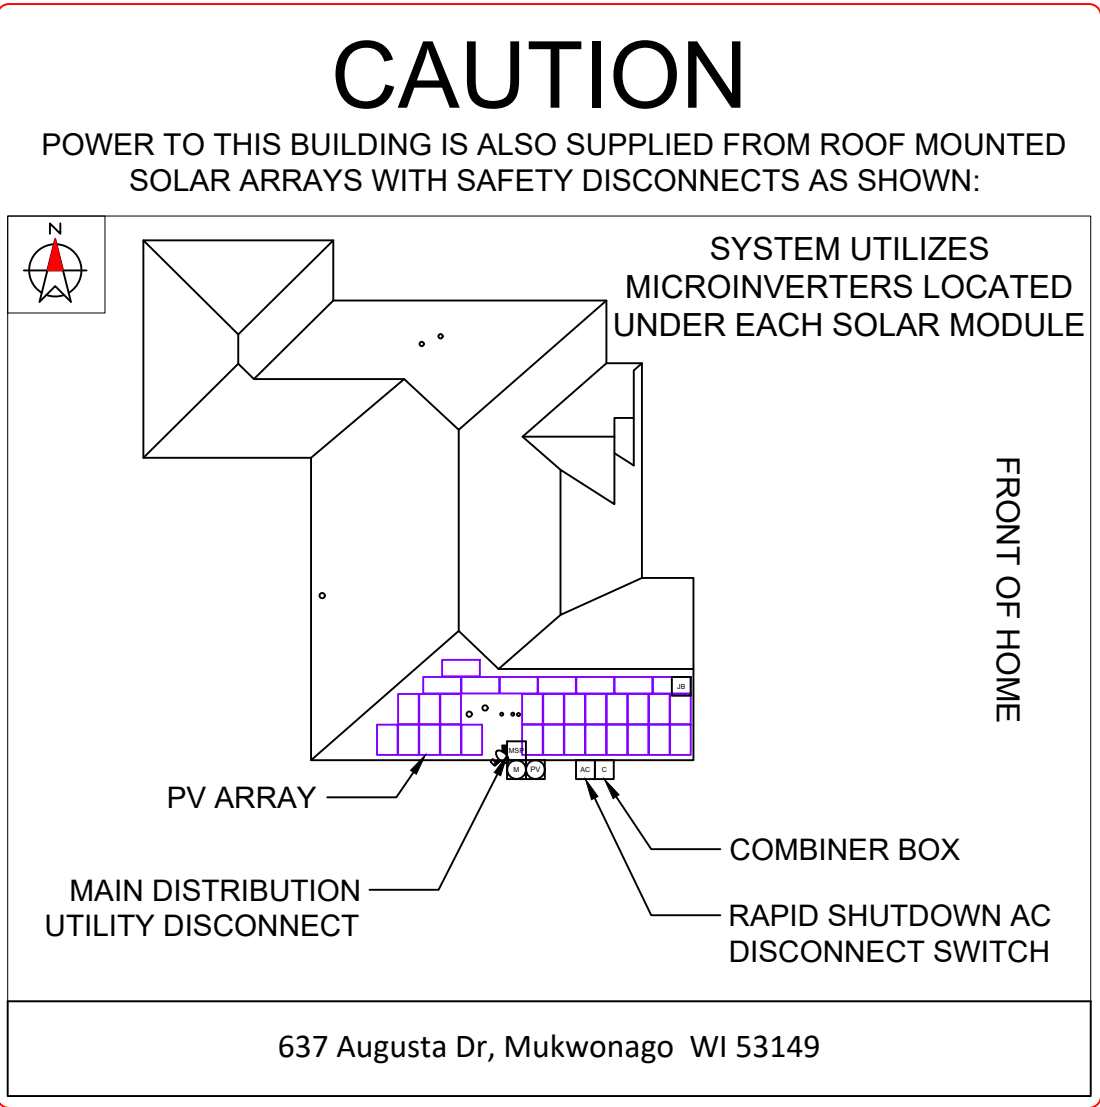 CAUTION
POWER TO THIS BUILDING IS ALSO SUPPLIED FROM ROOF MOUNTED
SOLAR ARRAYS WITH SAFETY DISCONNECTS AS SHOWN:
N
SYSTEM UTILIZES
MICROINVERTERS LOCATED
UNDER EACH SOLAR MODULE
FRONT OF HOME
JB
MSP
M
PV
AC
C
PV ARRAY
COMBINER BOX
MAIN DISTRIBUTION
UTILITY DISCONNECT
RAPID SHUTDOWN AC
DISCONNECT SWITCH
637 Augusta Dr, Mukwonago  WI 53149